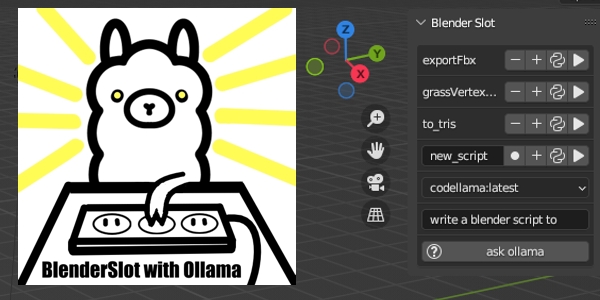 BlenderSlot with Ollama
Z
Y
X
Blender Slot
exportFbx
grassVertex...
to_tris
new_script
codellama:latest
write a blender script to
? ask ollama